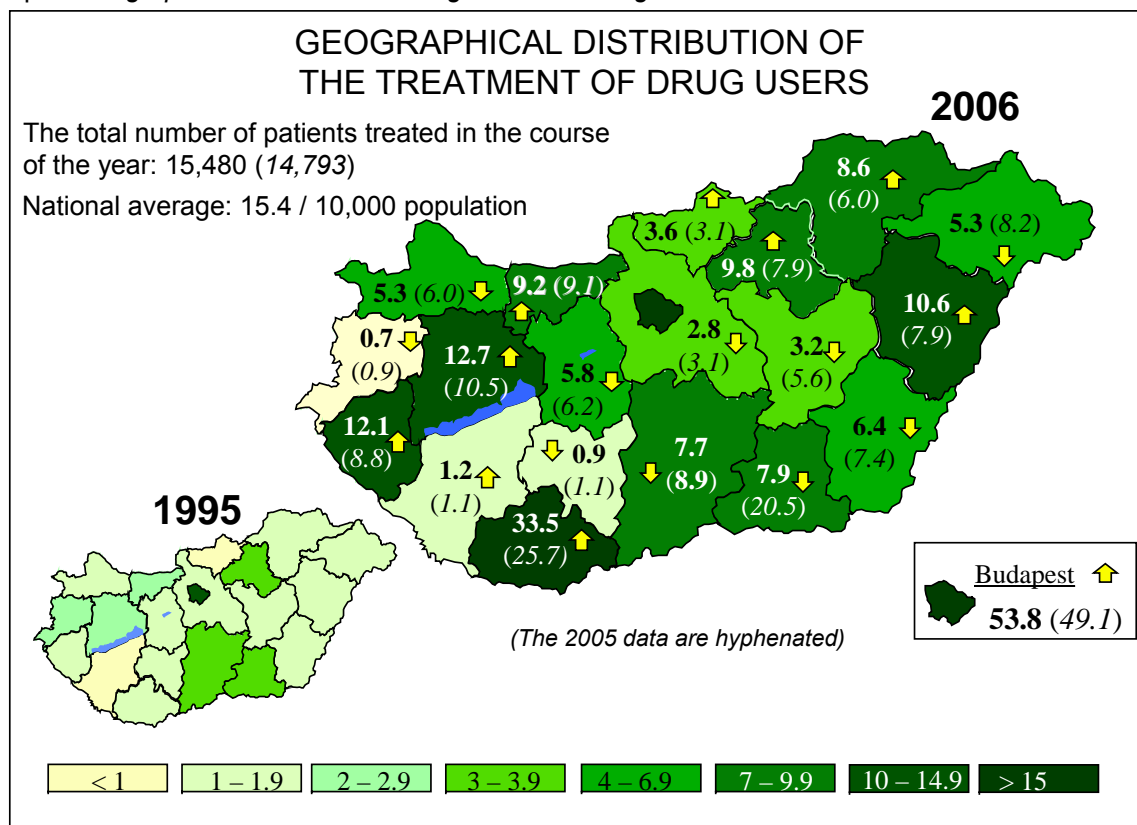 GEOGRAPHICAL DISTRIBUTION OF
THE TREATMENT OF DRUG USERS
2006
The total number of patients treated in the course
of the year: 15,480 (14,793)
National average: 15.4 / 10,000 population
8.6
(6.0)
5.3 (8.2)
3.6 (3.1)
9.8 (7.9)
5.3 (6.0)
9.2 (9.1)
10.6
(7.9)
0.7
(0.9)
12.7
(10.5)
2.8
(3.1)
3.2
(5.6)
5.8
(6.2)
12.1
(8.8)
6.4
(7.4)
1.2
(1.1)
0.9
(1.1)
7.7
(8.9)
7.9
(20.5)
33.5
(25.7)
1995
Budapest
53.8 (49.1)
(The 2005 data are hyphenated)
< 1
1 – 1.9
2 – 2.9
3 – 3.9
4 – 6.9
7 – 9.9
10 – 14.9
> 15